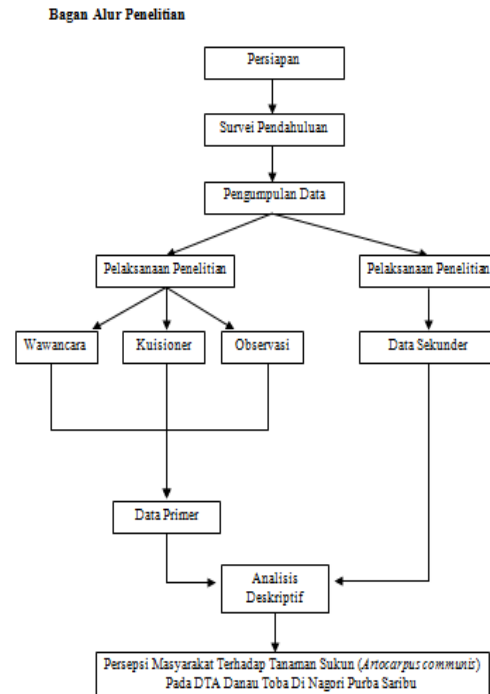 Bagan Alur Penelitian
Persiapan
Survei Pendahuluan
Pengumpulan Data
Pelaksanaan Penelitian
Pelaksanaan Penelitian
Wawancara
Kuisioner
Observasi
Data Sekunder
Data Primer
Analisis
Deskriptif
Persepsi Masyarakat Terhadap Tanaman Sukun (Artocarpus communis)
Pada DTA Danau Toba Di Nagori Purba Saribu